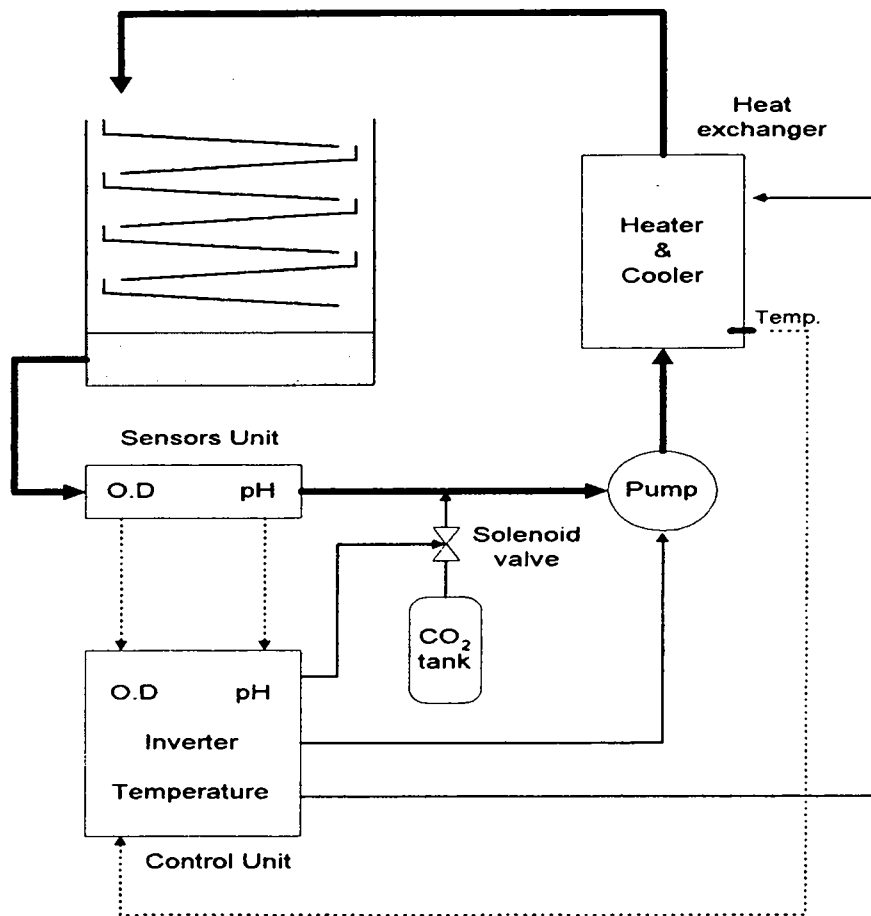 Heat
exchanger
Heater
&
Cooler
Temp.
Sensors Unit
O.D pH
Pump
Solenoid
valve
CO₂
tank
O.D pH
Inverter
Temperature
Control Unit